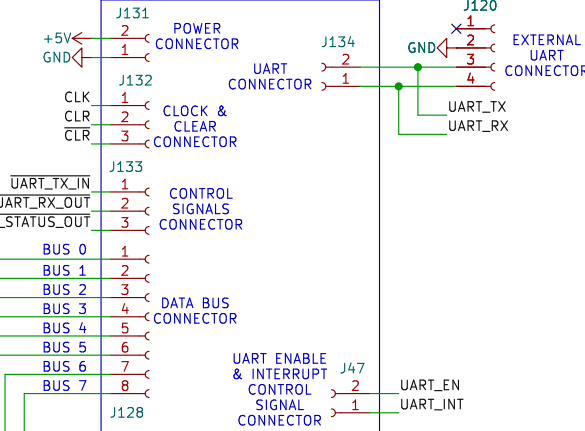 J131
+5V 2 POWER
GND 1 CONNECTOR
J132
CLK 1
CLR 2 CLOCK &
CLEAR
CLR 3 CONNECTOR
J133
UART_TX_IN 1 CONTROL
UART_RX_OUT 2 SIGNALS
_STATUS_OUT 3 CONNECTOR
BUS 0 1
BUS 1 2
BUS 2 3 DATA BUS
BUS 3 4 CONNECTOR
BUS 4 5
BUS 5 6
BUS 6 7
BUS 7 8
J128
J134
UART 2
CONNECTOR 1
J120
1
GND 2 EXTERNAL
3 UART
4 CONNECTOR
UART_TX
UART_RX
UART ENABLE
& INTERRUPT
CONTROL
SIGNAL
CONNECTOR
J47
2 UART_EN
1 UART_INT